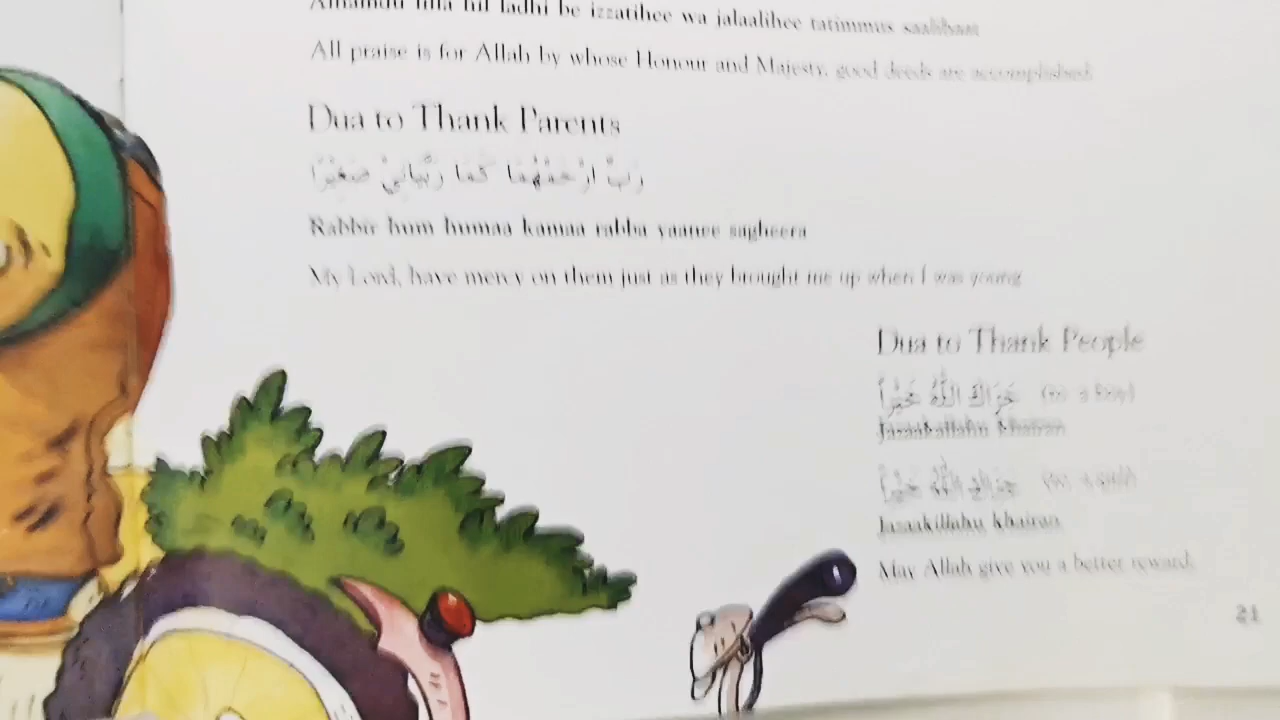 Alhamdu lilla hil ladhi be izzatihee wa jalaalihee tatimmus saalihaat
All praise is for Allah by whose Honour and Majesty, good deeds are accomplished.
Dua to Thank Parents
رَبِّ ارْحَمْهُمَا كَمَا رَبَّيَانِيْ صَغِيْرًا
Rabbir hum humaa kamaa rabba yaanee sagheera
My Lord, have mercy on them just as they brought me up when I was young
Dua to Thank People
جَزَاكَ اللّٰهُ خَيْرًا (to a boy)
Jazaakallahu khairan
جَزَاكِ اللّٰهُ خَيْرًا (to a girl)
Jazaakillahu khairan
May Allah give you a better reward.
21